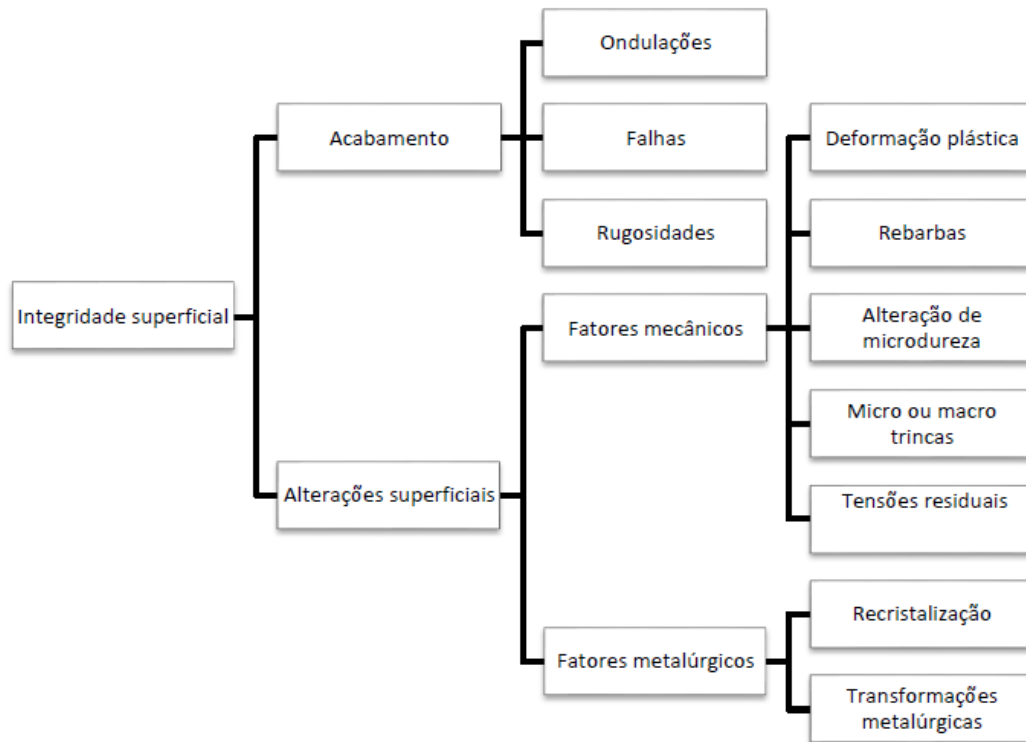 Ondulações
Acabamento
Falhas
Deformação plástica
Rugosidades
Rebarbas
Integridade superficial
Fatores mecânicos
Alteração de
microdureza
Micro ou macro
trincas
Alterações superficiais
Tensões residuais
Recristalização
Fatores metalúrgicos
Transformações
metalúrgicas